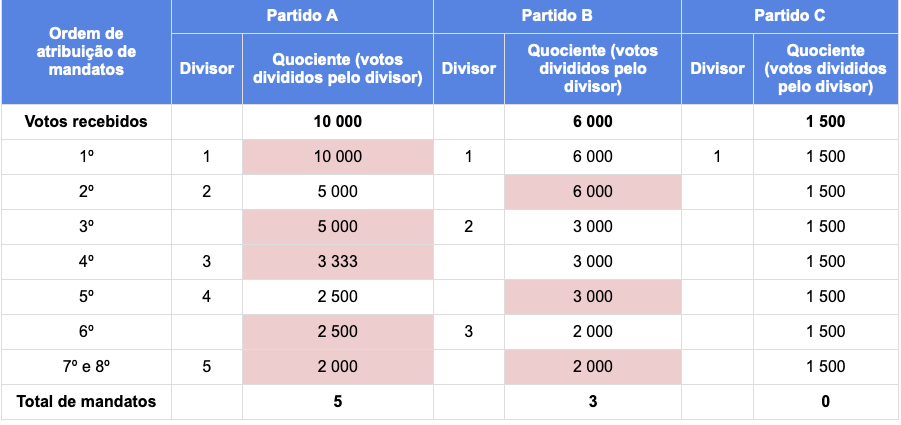 Ordem de atribuição de mandatos | Partido A | Partido B | Partido C
Divisor | Quociente (votos divididos pelo divisor) | Divisor | Quociente (votos divididos pelo divisor) | Divisor | Quociente (votos divididos pelo divisor)
Votos recebidos | | 10 000 | | 6 000 | | 1 500
1º | 1 | 10 000 | 1 | 6 000 | 1 | 1 500
2º | 2 | 5 000 | | 6 000 | | 1 500
3º | | 5 000 | 2 | 3 000 | | 1 500
4º | 3 | 3 333 | | 3 000 | | 1 500
5º | 4 | 2 500 | | 3 000 | | 1 500
6º | | 2 500 | 3 | 2 000 | | 1 500
7º e 8º | 5 | 2 000 | | 2 000 | | 1 500
Total de mandatos | | 5 | | 3 | | 0